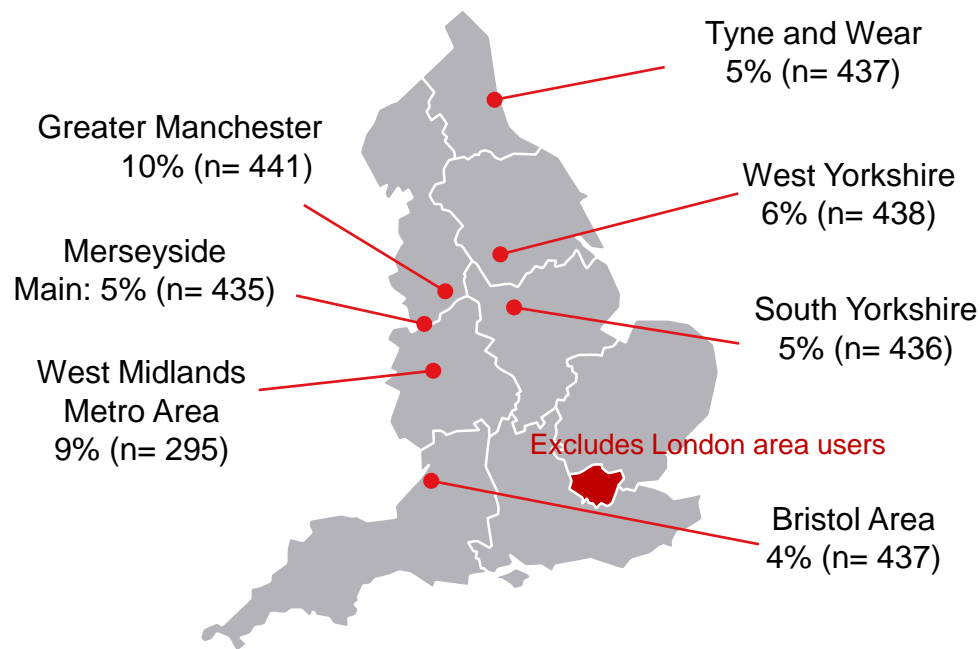 Tyne and Wear
5% (n= 437)
Greater Manchester
10% (n= 441)
West Yorkshire
6% (n= 438)
Merseyside
Main: 5% (n= 435)
South Yorkshire
5% (n= 436)
West Midlands
Metro Area
9% (n= 295)
Excludes London area users
Bristol Area
4% (n= 437)